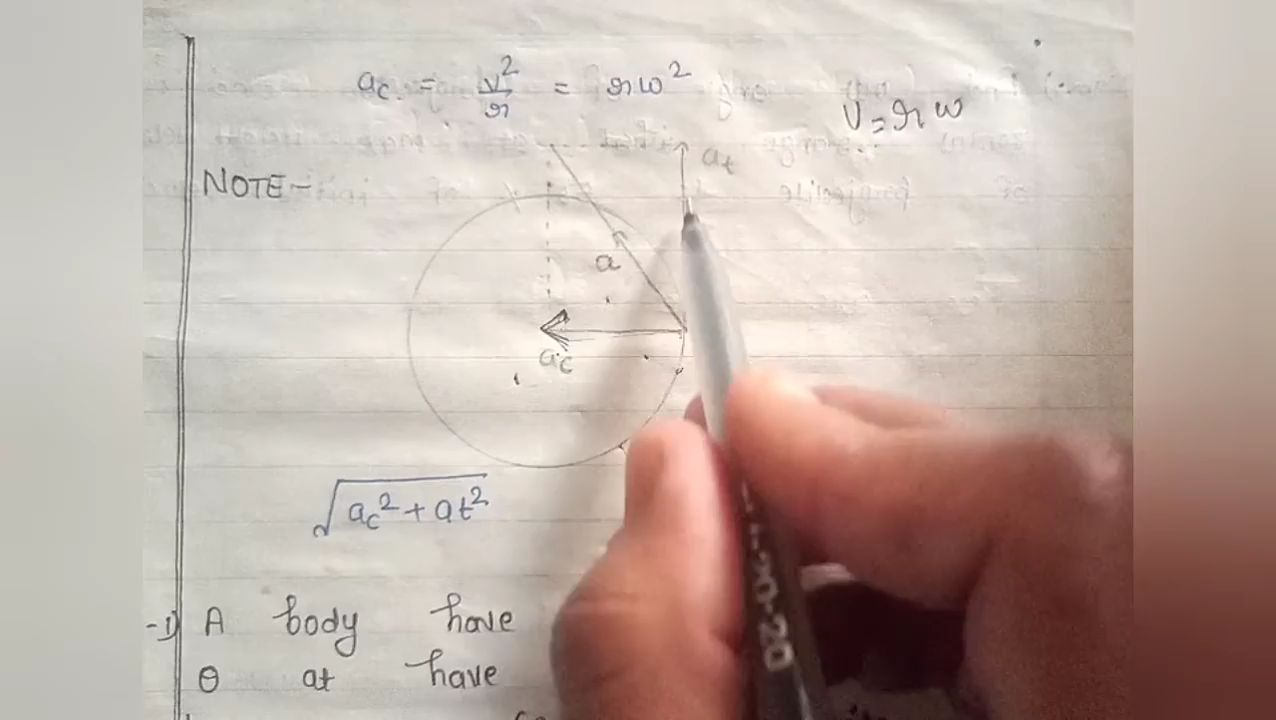 ac = v²/r = rω²
V = rω
NOTE-
at
a
ac
√ac² + at²
-1) A body have
θ at have